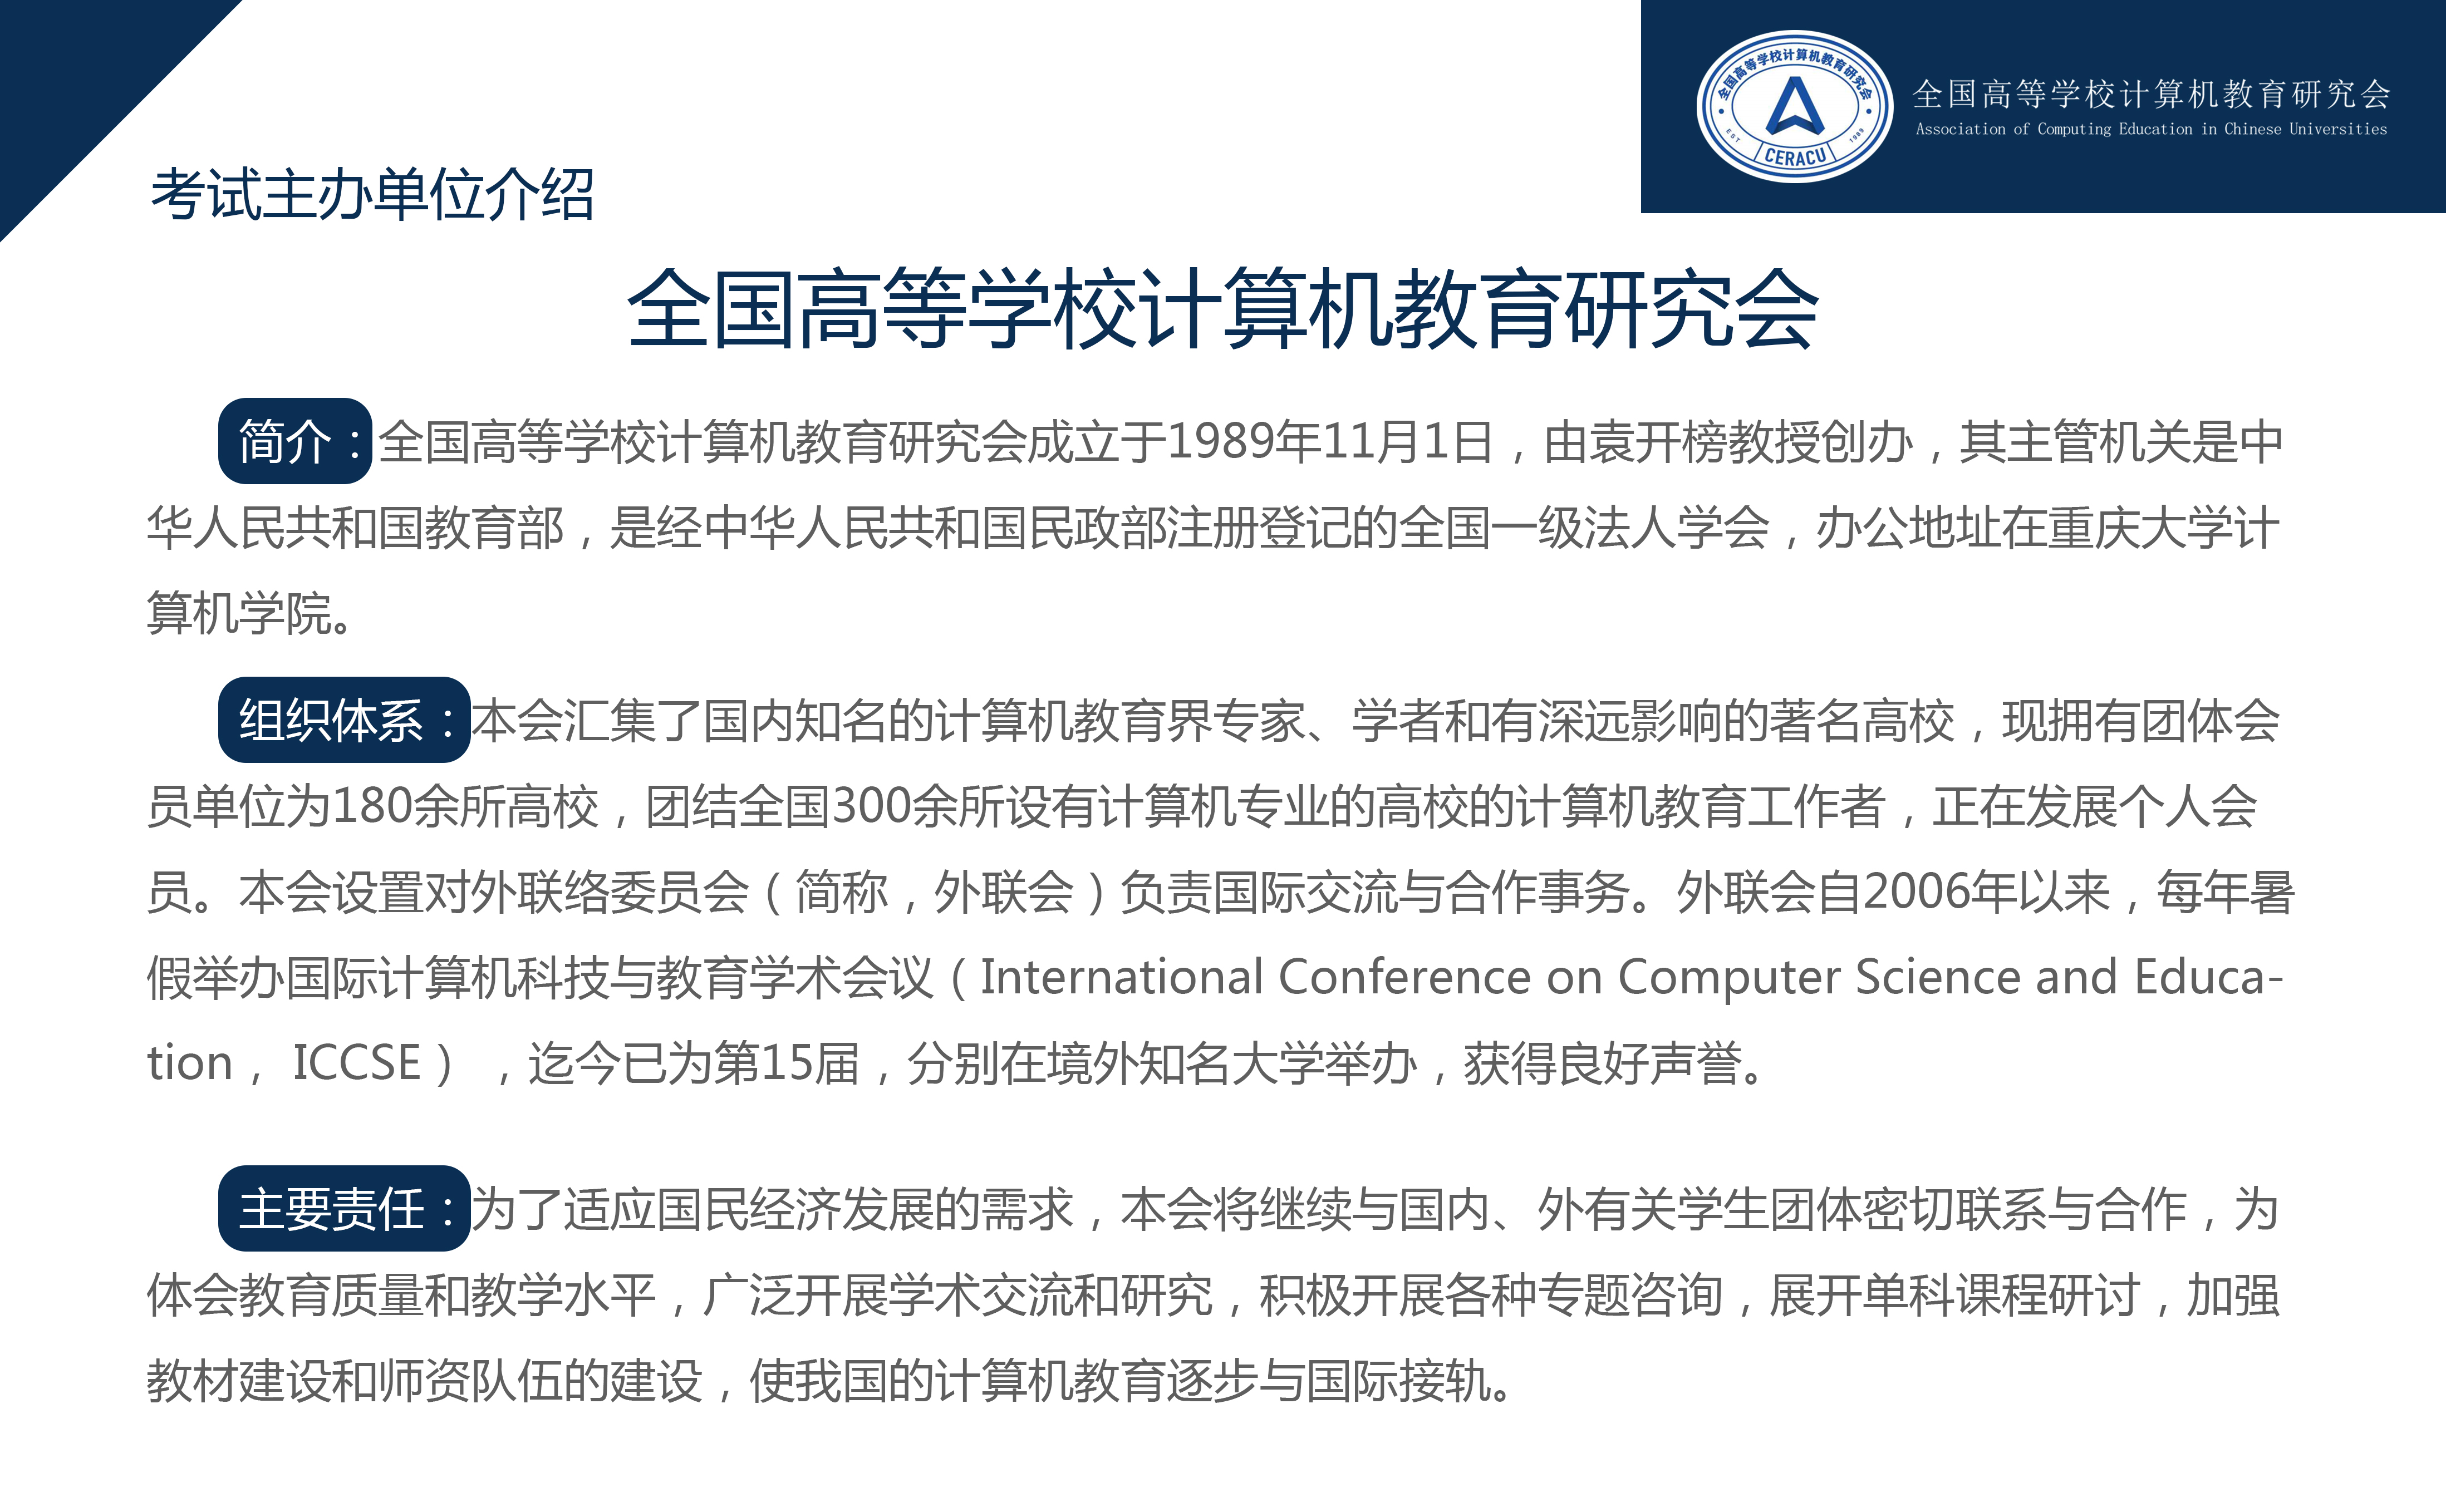 全国高等学校计算机教育研究会
EST 1989
CERACU
全国高等学校计算机教育研究会
Association of Computing Education in Chinese Universities
考试主办单位介绍
全国高等学校计算机教育研究会
简介：全国高等学校计算机教育研究会成立于1989年11月1日，由袁开榜教授创办，其主管机关是中
华人民共和国教育部，是经中华人民共和国民政部注册登记的全国一级法人学会，办公地址在重庆大学计
算机学院。
组织体系：本会汇集了国内知名的计算机教育界专家、学者和有深远影响的著名高校，现拥有团体会
员单位为180余所高校，团结全国300余所设有计算机专业的高校的计算机教育工作者，正在发展个人会
员。本会设置对外联络委员会（简称，外联会）负责国际交流与合作事务。外联会自2006年以来，每年暑
假举办国际计算机科技与教育学术会议（International Conference on Computer Science and Educa-
tion， ICCSE），迄今已为第15届，分别在境外知名大学举办，获得良好声誉。
主要责任：为了适应国民经济发展的需求，本会将继续与国内、外有关学生团体密切联系与合作，为
体会教育质量和教学水平，广泛开展学术交流和研究，积极开展各种专题咨询，展开单科课程研讨，加强
教材建设和师资队伍的建设，使我国的计算机教育逐步与国际接轨。